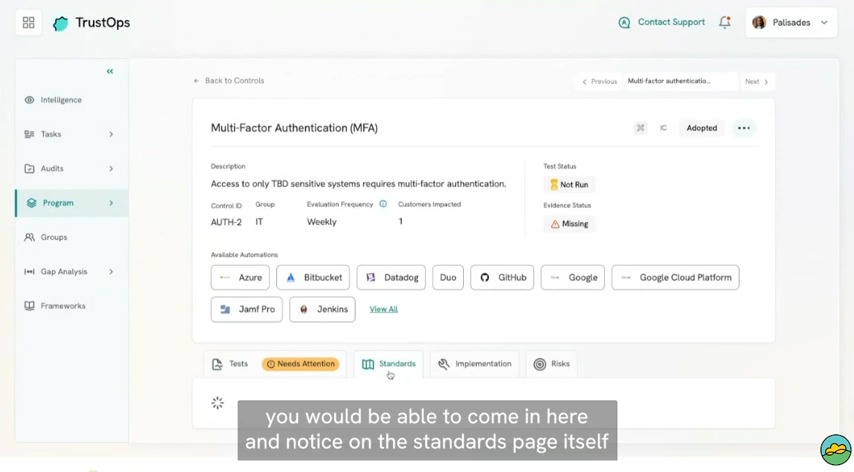 TrustOps
Contact Support
Palisades
Intelligence
Tasks
Audits
Program
Groups
Gap Analysis
Frameworks
Back to Controls
Previous
Multi-factor authenticatio...
Next
Multi-Factor Authentication (MFA)
IC
Adopted
Description
Access to only TBD sensitive systems requires multi-factor authentication.
Control ID
Group
Evaluation Frequency
Customers Impacted
AUTH-2
IT
Weekly
1
Test Status
Not Run
Evidence Status
Missing
Available Automations
Azure
Bitbucket
Datadog
Duo
GitHub
Google
Google Cloud Platform
Jamf Pro
Jenkins
View All
Tests
Needs Attention
Standards
Implementation
Risks
you would be able to come in here
and notice on the standards page itself